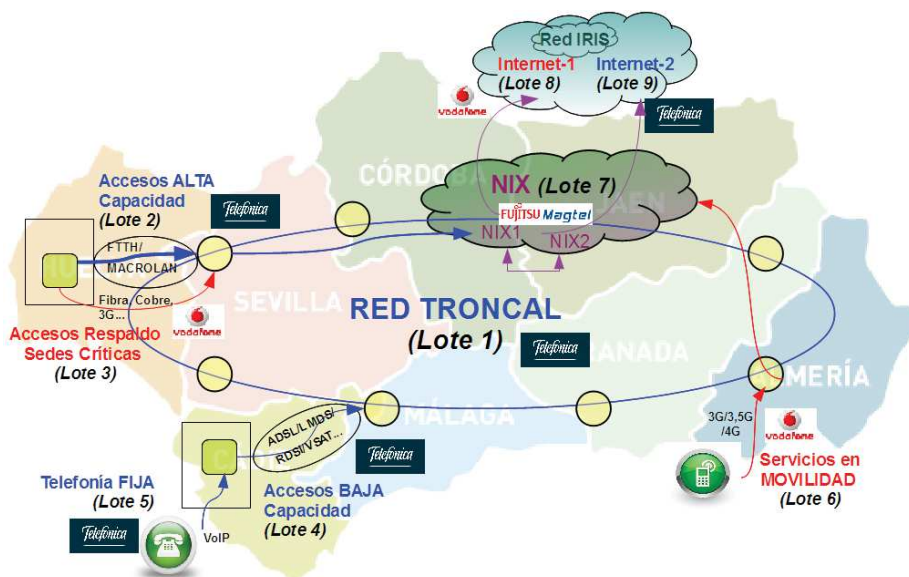 Red IRIS
Internet-1
(Lote 8)
Internet-2
(Lote 9)
vodafone
Telefónica
CÓRDOBA
JAÉN
NIX (Lote 7)
FUJITSU Magtel
NIX1
NIX2
Accesos ALTA
Capacidad
(Lote 2)
Telefónica
FTTH/
MACROLAN
Fibra, Cobre,
3G...
vodafone
Accesos Respaldo
Sedes Críticas
(Lote 3)
SEVILLA
RED TRONCAL
(Lote 1)
Telefónica
GRANADA
ALMERÍA
MÁLAGA
3G/3,5G
/4G
vodafone
Servicios en
MOVILIDAD
(Lote 6)
ADSL/LMDS/
RDSI/VSAT...
Telefónica
Telefonía FIJA
(Lote 5)
Accesos BAJA
Capacidad
(Lote 4)
Telefónica
VoIP